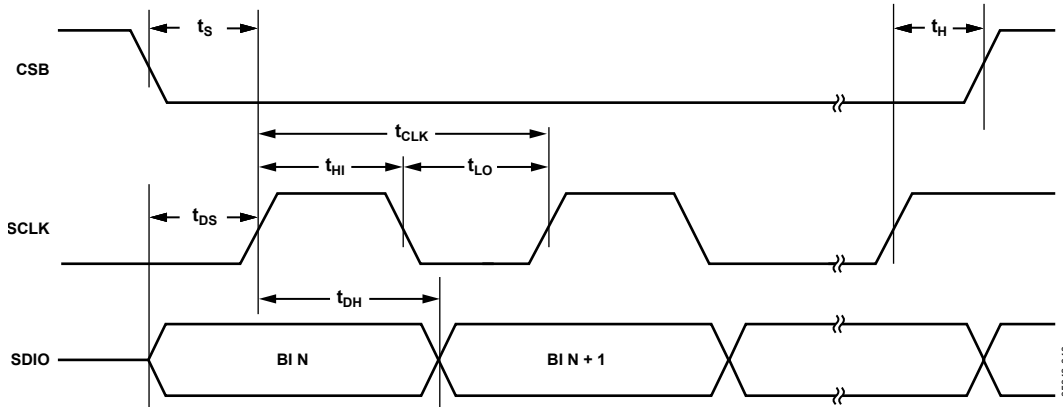 tS
tH
CSB
tCLK
tHI
tLO
tDS
SCLK
tDH
SDIO
BI N
BI N + 1